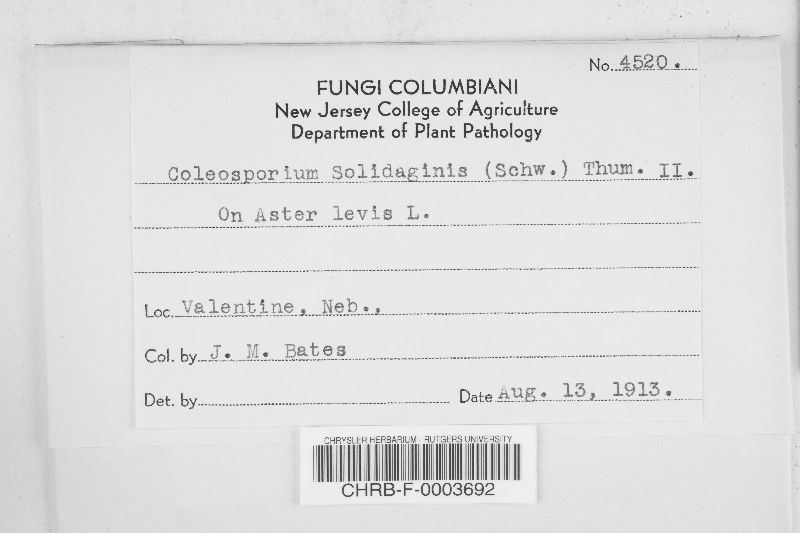 No. 4520.
FUNGI COLUMBIANI
New Jersey College of Agriculture
Department of Plant Pathology
Coleosporium Solidaginis (Schw.) Thum. II.
On Aster levis L.
Loc. Valentine, Neb.,
Col. by J. M. Bates
Det. by
Date Aug. 13, 1913.
CHRYSLER HERBARIUM - RUTGERS UNIVERSITY
CHRB-F-0003692